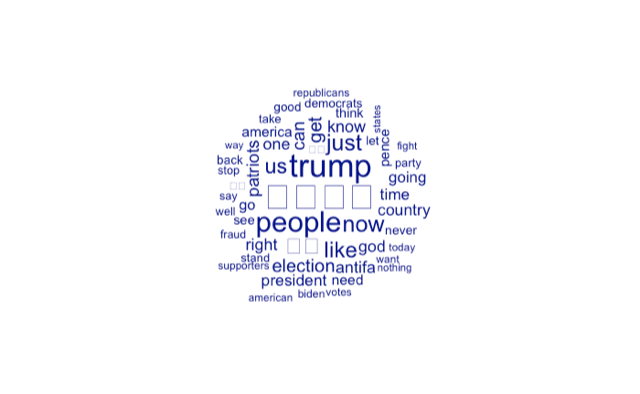 republicans
good democrats
think
take
states
america
can
get
know
way
one
just
let
pence
fight
back
stop
patriots
us
trump
party
going
say
go
time
well
see
people
now
country
never
fraud
right
like
god
today
stand
supporters
election
antifa
want
nothing
president
need
american
biden
votes